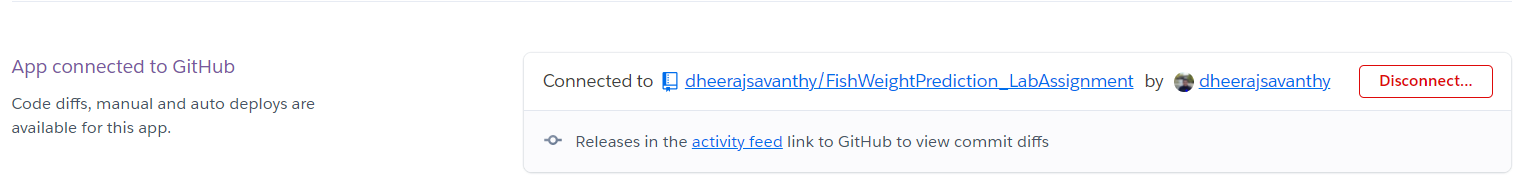 App connected to GitHub
Code diffs, manual and auto deploys are
available for this app.
Connected to dheerajsavanthy/FishWeightPrediction_LabAssignment by dheerajsavanthy Disconnect...
Releases in the activity feed link to GitHub to view commit diffs